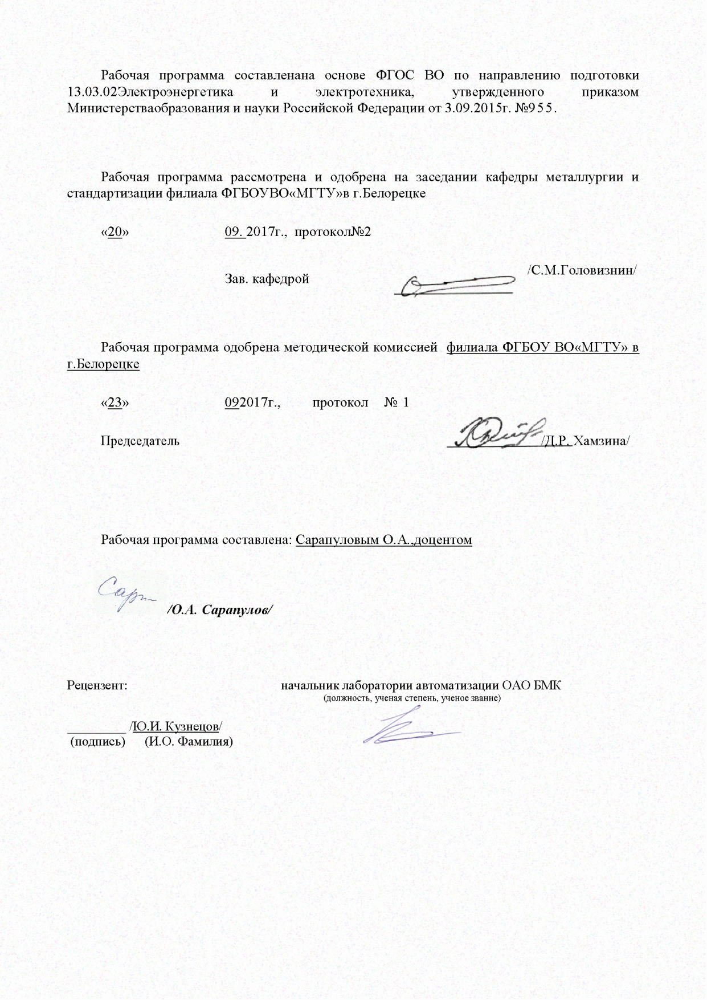 Рабочая программа составленана основе ФГОС ВО по направлению подготовки
13.03.02Электроэнергетика и электротехника, утвержденного приказом
Министерстваобразования и науки Российской Федерации от 3.09.2015г. №955.
Рабочая программа рассмотрена и одобрена на заседании кафедры металлургии и
стандартизации филиала ФГБОУВО«МГТУ»в г.Белорецке
«20» 09. 2017г., протокол№2
Зав. кафедрой /С.М.Головизнин/
Рабочая программа одобрена методической комиссией филиала ФГБОУ ВО«МГТУ» в
г.Белорецке
«23» 092017г., протокол № 1
Председатель /Д.Р. Хамзина/
Рабочая программа составлена: Сарапуловым О.А.,доцентом
/О.А. Сарапулов/
Рецензент: начальник лаборатории автоматизации ОАО БМК
(должность, ученая степень, ученое звание)
_________ /Ю.И. Кузнецов/
(подпись) (И.О. Фамилия)